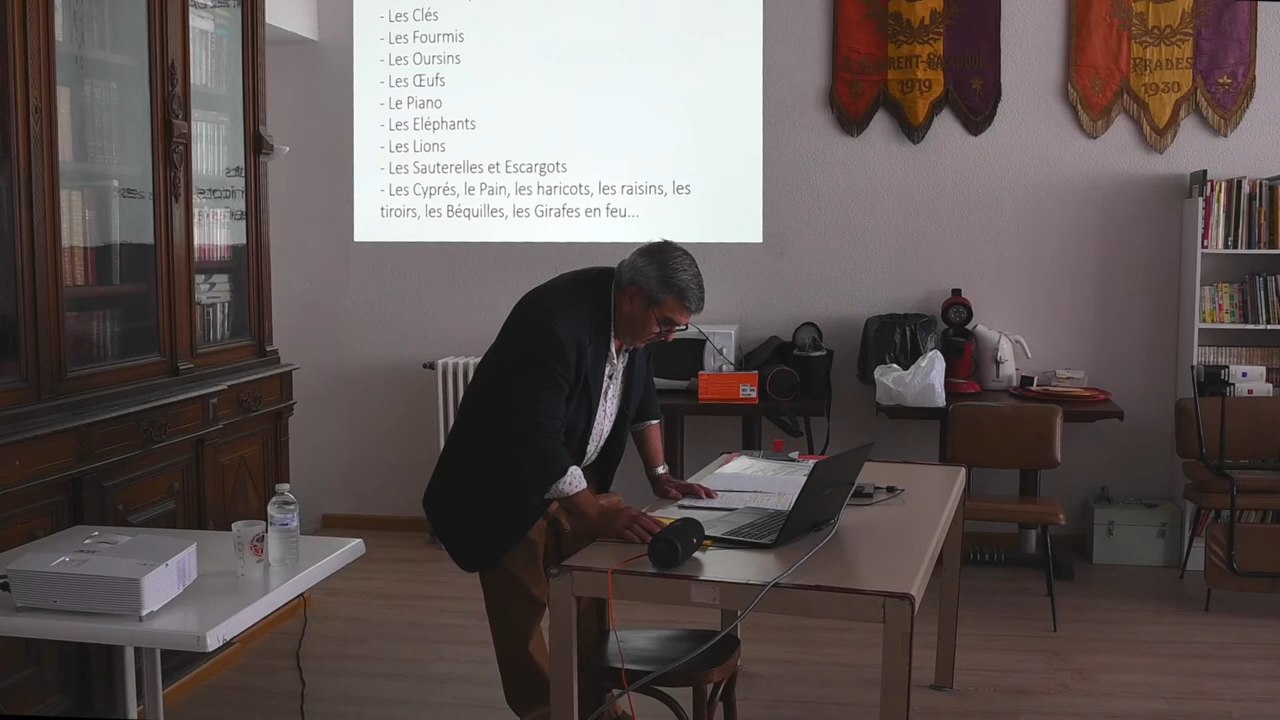 - Les Clés
- Les Fourmis
- Les Oursins
- Les Œufs
- Le Piano
- Les Eléphants
- Les Lions
- Les Sauterelles et Escargots
- Les Cyprés, le Pain, les haricots, les raisins, les
tiroirs, les Béquilles, les Girafes en feu...
1919
PRADES
1930